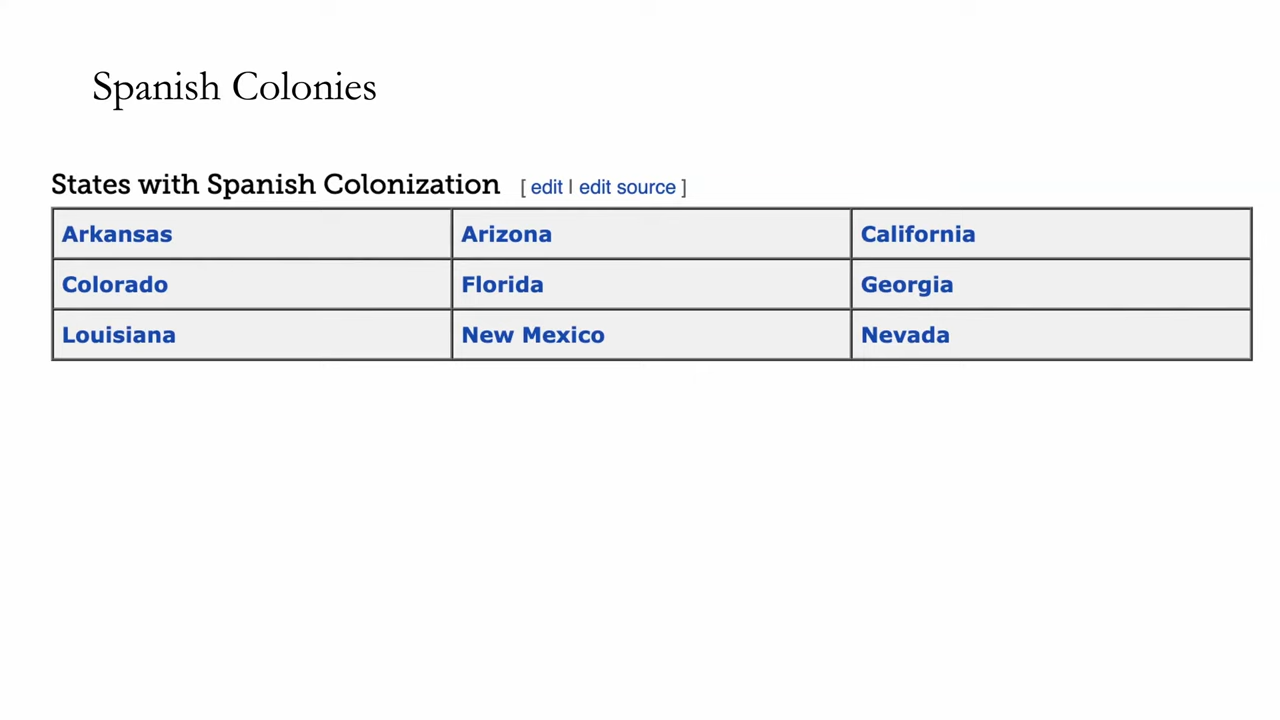 Spanish Colonies
States with Spanish Colonization [ edit | edit source ]
Arkansas Arizona California
Colorado Florida Georgia
Louisiana New Mexico Nevada